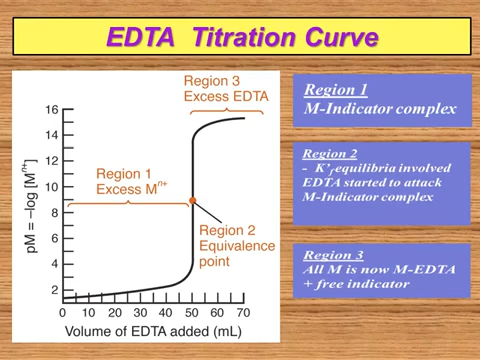 EDTA Titration Curve
Region 3
Excess EDTA
16
14
12
10
8
6
4
2
pM = –log [Mⁿ⁺]
Region 1
Excess Mⁿ⁺
Region 2
Equivalence
point
0 10 20 30 40 50 60 70
Volume of EDTA added (mL)
Region 1
M-Indicator complex
Region 2
- K'f equilibria involved
EDTA started to attack
M-Indicator complex
Region 3
All M is now M-EDTA
+ free indicator